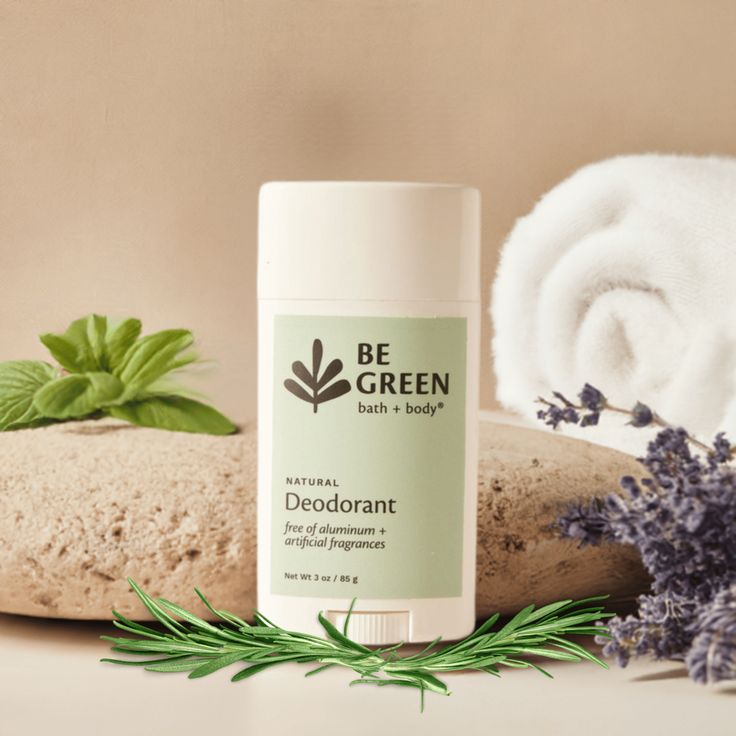 BE
GREEN
bath + body®
NATURAL
Deodorant
free of aluminum +
artificial fragrances
Net Wt 3 oz / 85 g